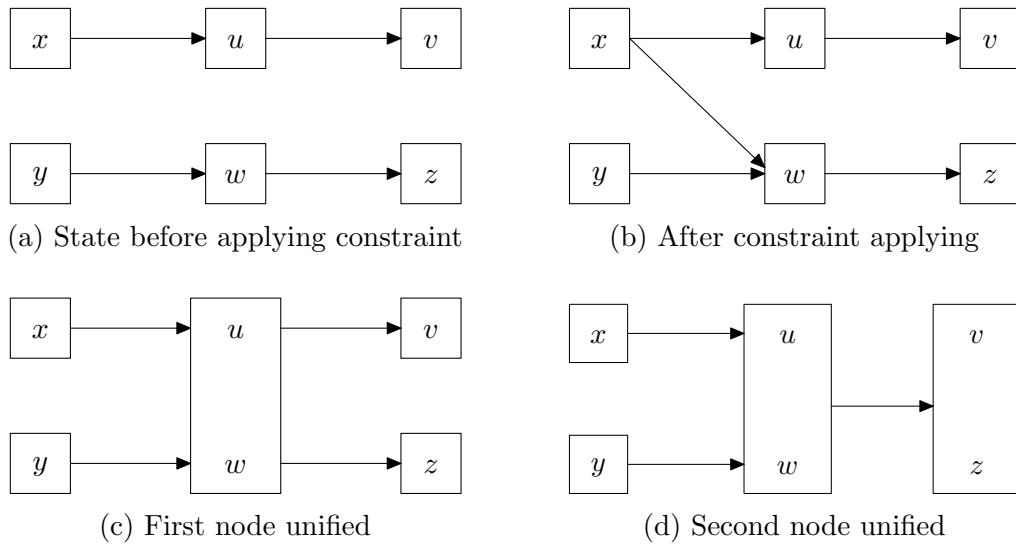 x u v
y w z
(a) State before applying constraint
x u v
y w z
(b) After constraint applying
x u v
y w z
(c) First node unified
x u v
y w z
(d) Second node unified